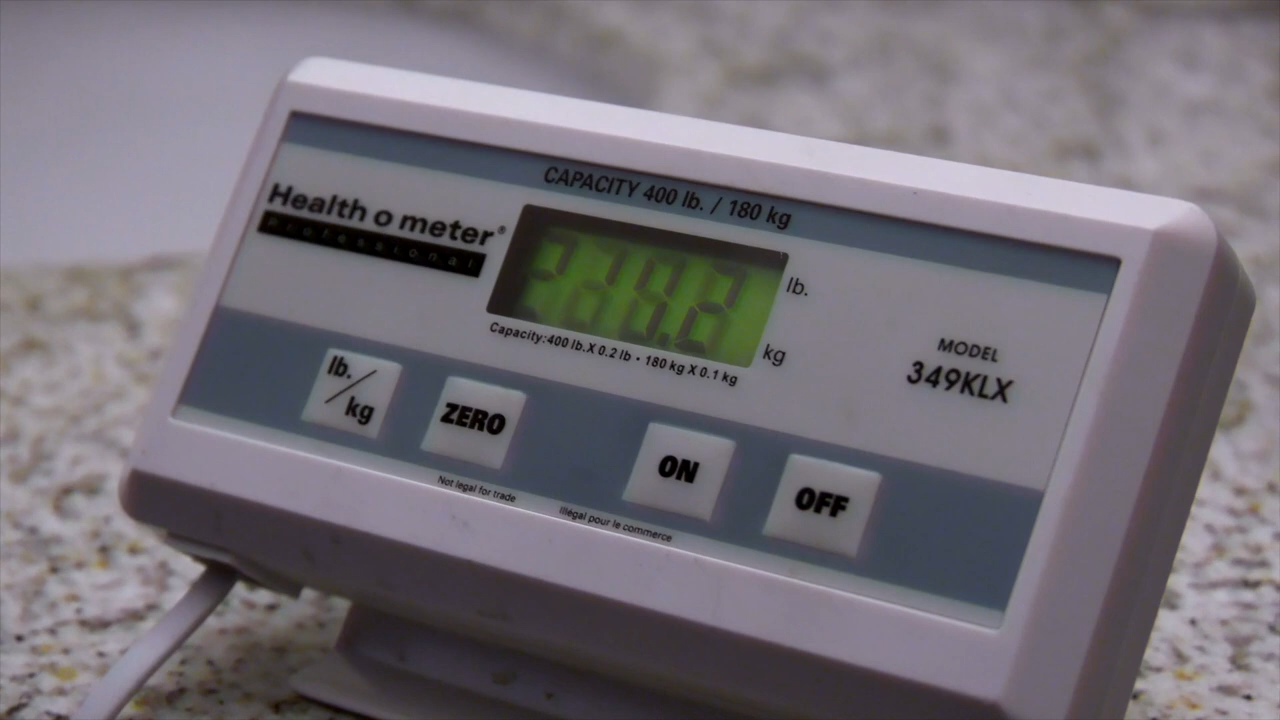 CAPACITY 400 lb. / 180 kg
Health o meter®
Professional
lb.
kg
Capacity:400 lb.X 0.2 lb • 180 kg X 0.1 kg
MODEL
349KLX
lb./kg
ZERO
ON
OFF
Not legal for trade
Illégal pour le commerce